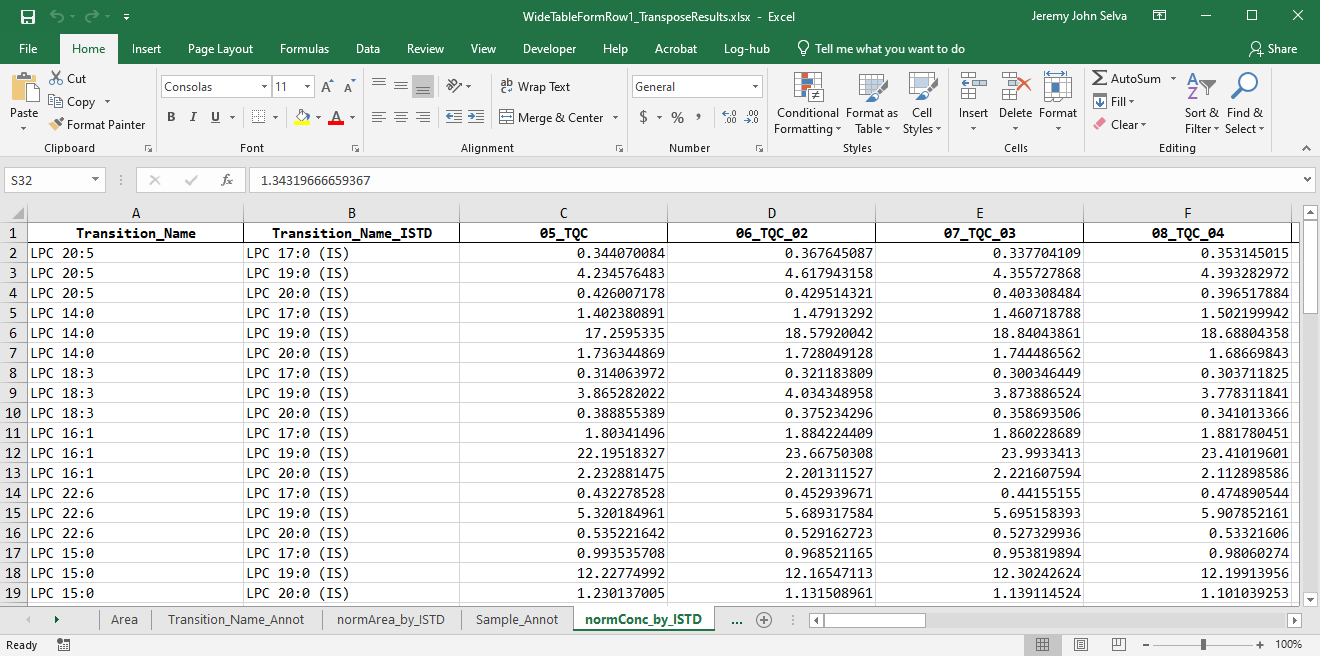 WideTableFormRow1_TransposeResults.xlsx - Excel
Jeremy John Selva
File Home Insert Page Layout Formulas Data Review View Developer Help Acrobat Log-hub Tell me what you want to do Share
Paste
Cut
Copy
Format Painter
Clipboard
Consolas 11
B I U
Font
Wrap Text
Merge & Center
Alignment
General
$ % ,
Number
Conditional Formatting
Format as Table
Cell Styles
Styles
Insert Delete Format
Cells
AutoSum
Fill
Clear
Sort & Filter
Find & Select
Editing
S32 fx 1.34319666659367
A B C D E F
1 Transition_Name Transition_Name_ISTD 05_TQC 06_TQC_02 07_TQC_03 08_TQC_04
2 LPC 20:5 LPC 17:0 (IS) 0.344070084 0.367645087 0.337704109 0.353145015
3 LPC 20:5 LPC 19:0 (IS) 4.234576483 4.617943158 4.355727868 4.393282972
4 LPC 20:5 LPC 20:0 (IS) 0.426007178 0.429514321 0.403308484 0.396517884
5 LPC 14:0 LPC 17:0 (IS) 1.402380891 1.47913292 1.460718788 1.502199942
6 LPC 14:0 LPC 19:0 (IS) 17.2595335 18.57920042 18.84043861 18.68804358
7 LPC 14:0 LPC 20:0 (IS) 1.736344869 1.728049128 1.744486562 1.68669843
8 LPC 18:3 LPC 17:0 (IS) 0.314063972 0.321183809 0.300346449 0.303711825
9 LPC 18:3 LPC 19:0 (IS) 3.865282022 4.034348958 3.873886524 3.778311841
10 LPC 18:3 LPC 20:0 (IS) 0.388855389 0.375234296 0.358693506 0.341013366
11 LPC 16:1 LPC 17:0 (IS) 1.80341496 1.884224409 1.860228689 1.881780451
12 LPC 16:1 LPC 19:0 (IS) 22.19518327 23.66750308 23.9933413 23.41019601
13 LPC 16:1 LPC 20:0 (IS) 2.232881475 2.201311527 2.221607594 2.112898586
14 LPC 22:6 LPC 17:0 (IS) 0.432278528 0.452939671 0.44155155 0.474890544
15 LPC 22:6 LPC 19:0 (IS) 5.320184961 5.689317584 5.695158393 5.907852161
16 LPC 22:6 LPC 20:0 (IS) 0.535221642 0.529162723 0.527329936 0.53321606
17 LPC 15:0 LPC 17:0 (IS) 0.993535708 0.968521165 0.953819894 0.98060274
18 LPC 15:0 LPC 19:0 (IS) 12.22774992 12.16547113 12.30242624 12.19913956
19 LPC 15:0 LPC 20:0 (IS) 1.230137005 1.131508961 1.139114524 1.101039253
Area Transition_Name_Annot normArea_by_ISTD Sample_Annot normConc_by_ISTD ...
Ready 100%